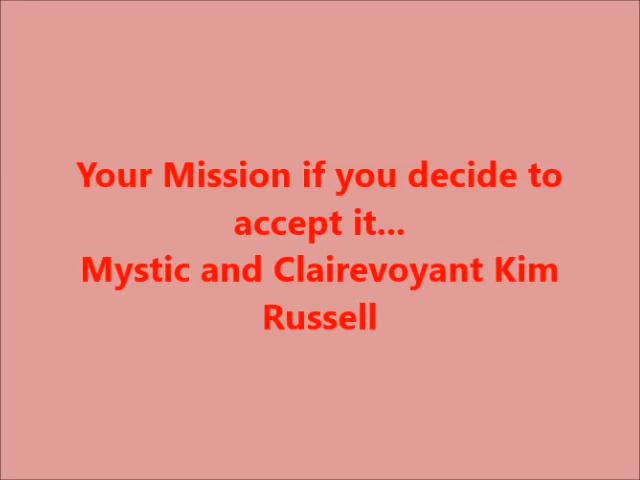 Your Mission if you decide to
accept it...
Mystic and Clairevoyant Kim
Russell